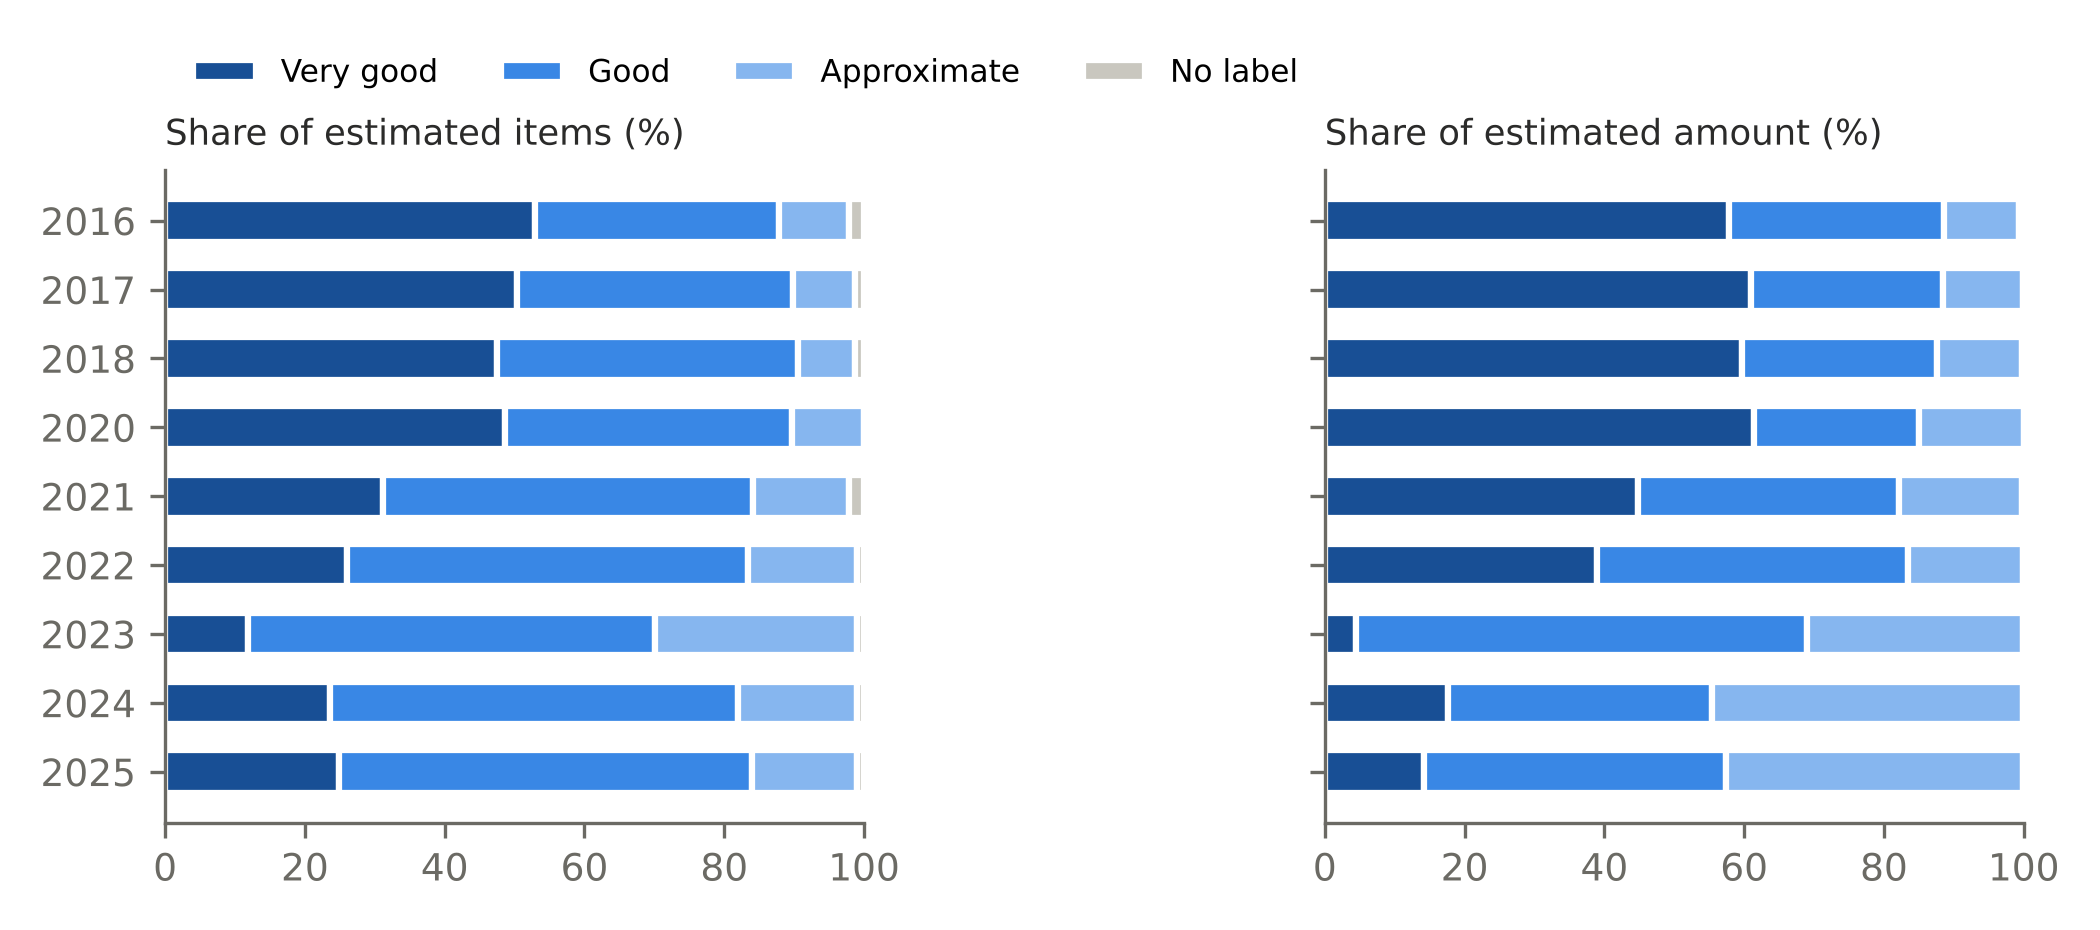 Very good Good Approximate No label
Share of estimated items (%)
Share of estimated amount (%)
2016
2017
2018
2020
2021
2022
2023
2024
2025
0 20 40 60 80 100
0 20 40 60 80 100